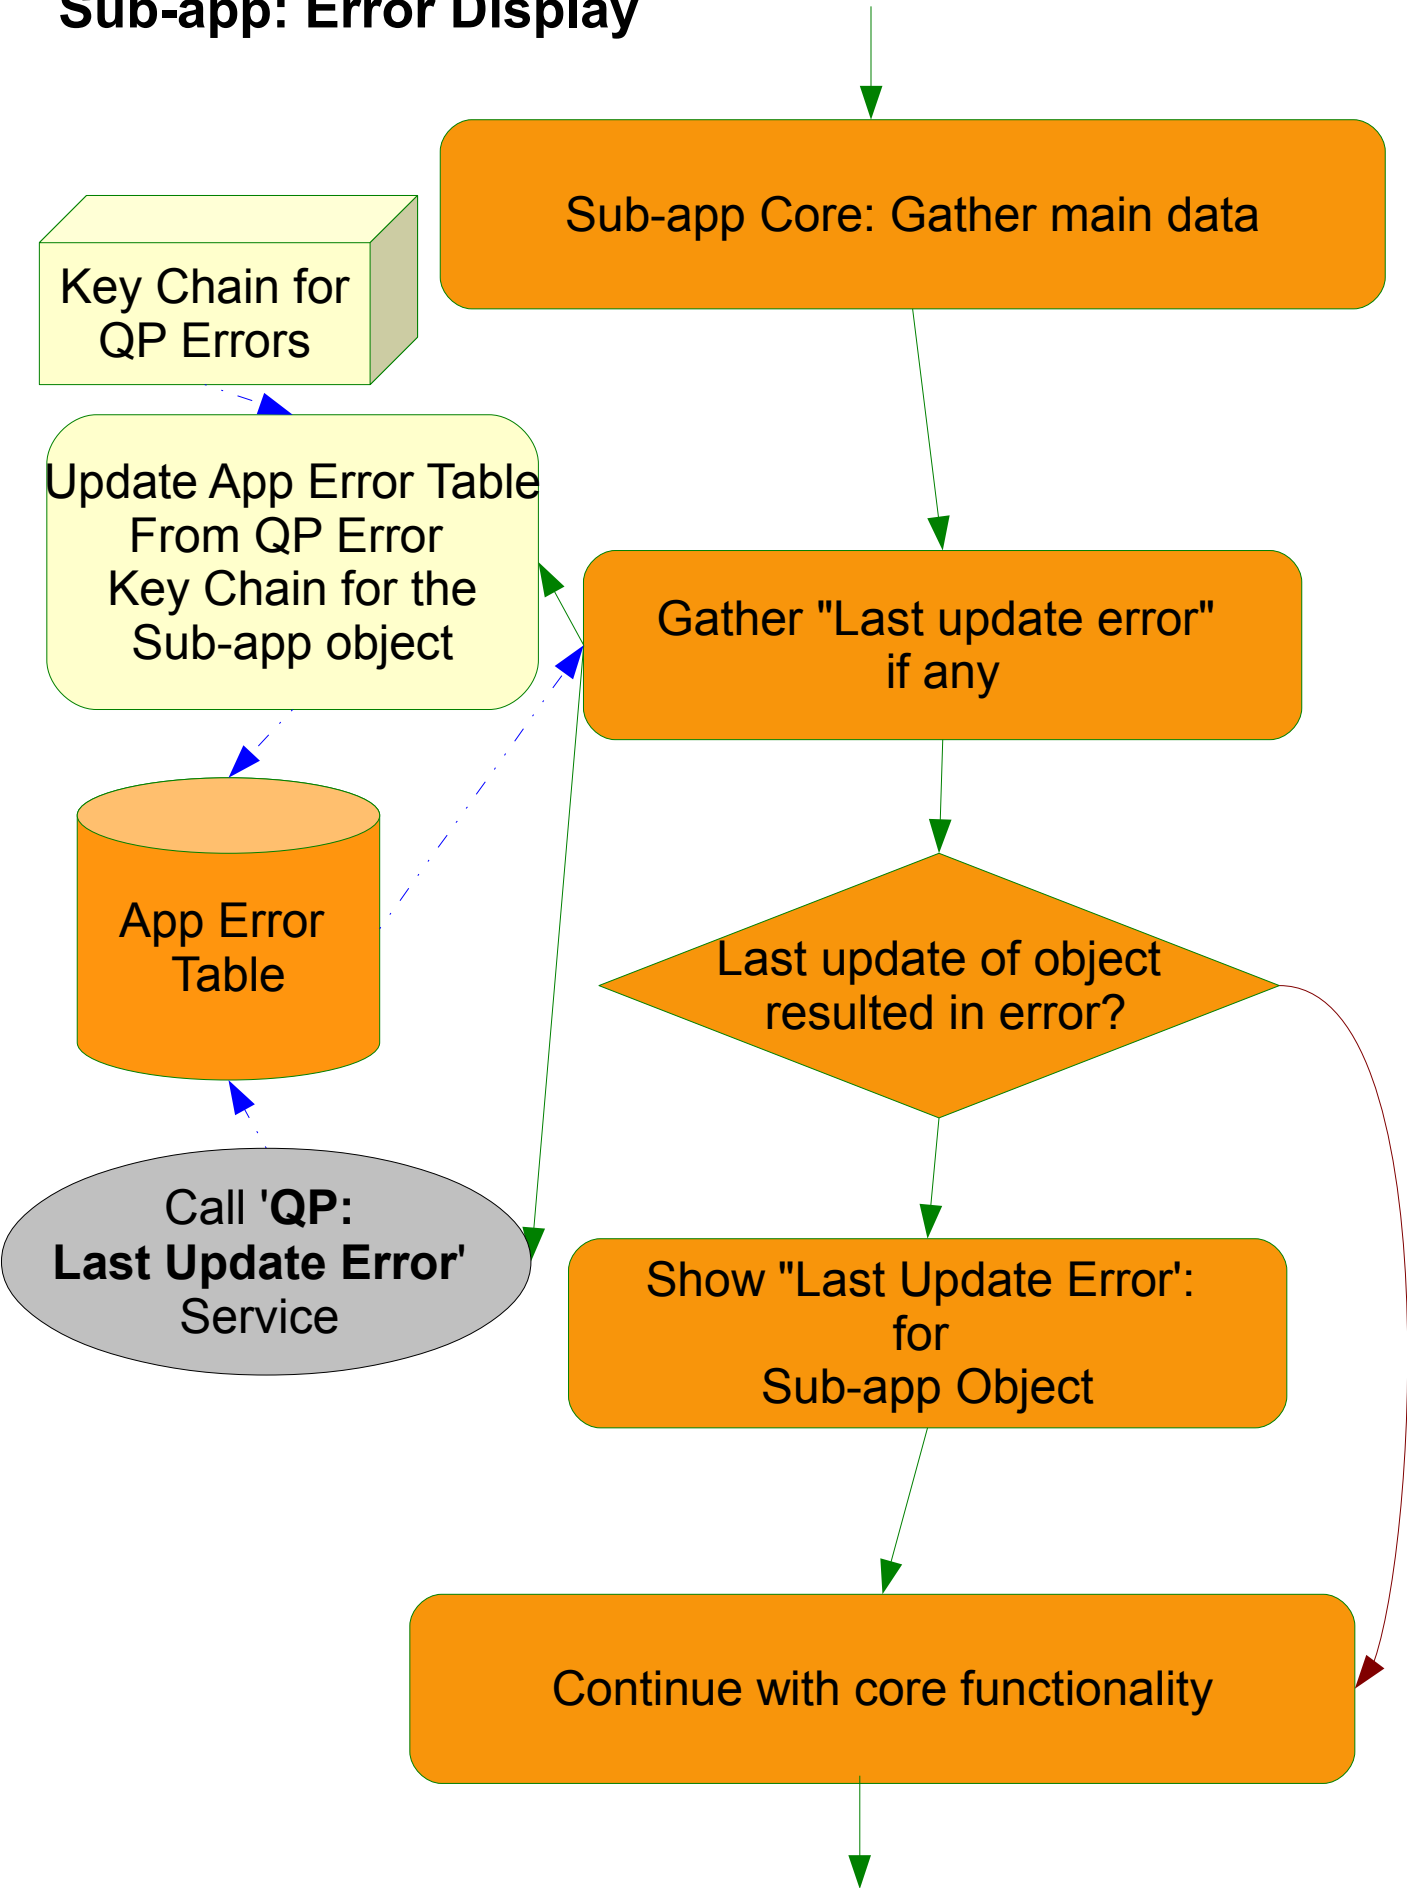 Sub-app: Error Display
Sub-app Core: Gather main data
Key Chain for
QP Errors
Update App Error Table
From QP Error
Key Chain for the
Sub-app object
Gather "Last update error"
if any
App Error
Table
Last update of object
resulted in error?
Call 'QP:
Last Update Error'
Service
Show "Last Update Error':
for
Sub-app Object
Continue with core functionality